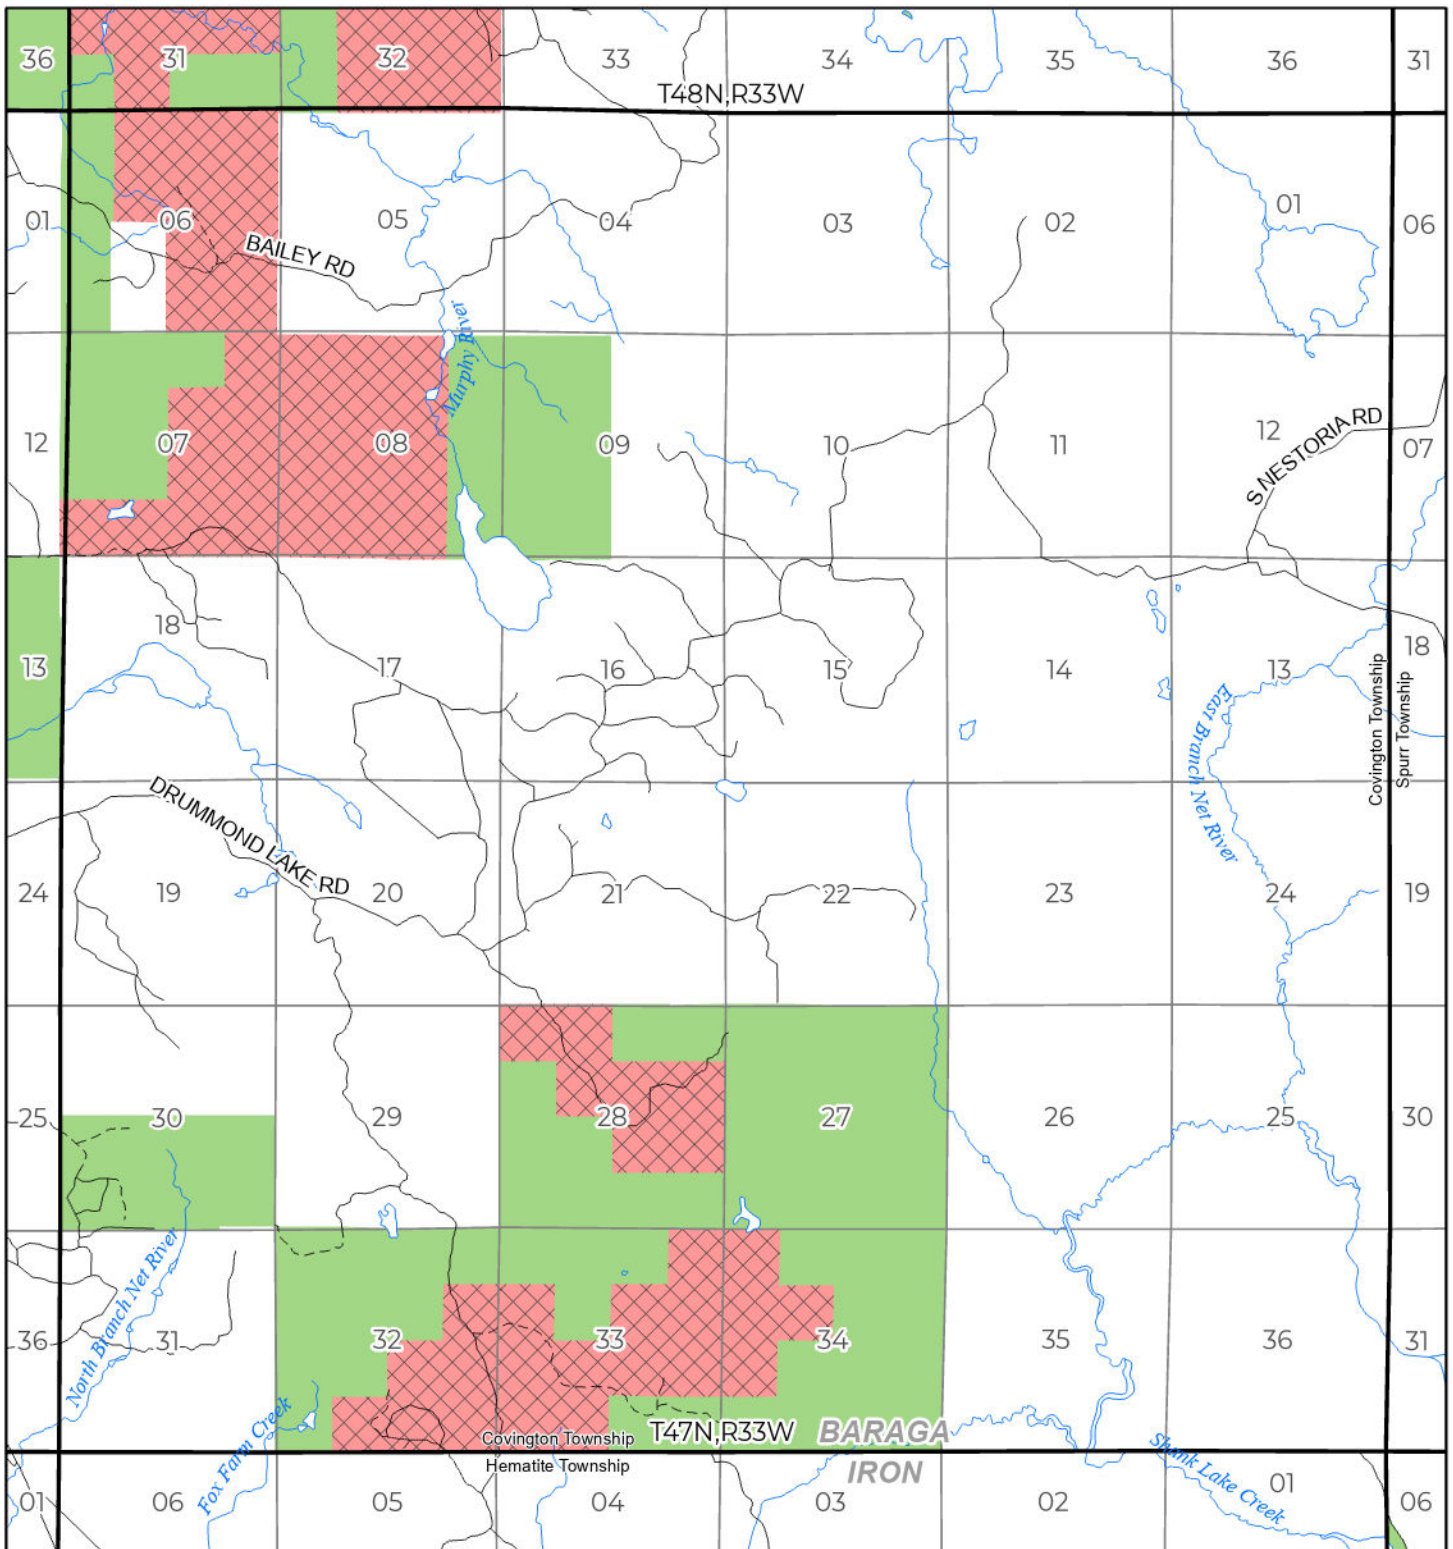 36 31 32 33 34 35 36 31
T48N,R33W
01 06 05 04 03 02 01 06
BAILEY RD
Murphy River
12 07 08 09 10 11 12 07
S NESTORIA RD
13 18 17 16 15 14 13 18
Covington Township
Spurr Township
East Branch Net River
DRUMMOND LAKE RD
24 19 20 21 22 23 24 19
25 30 29 28 27 26 25 30
North Branch Net River
36 31 32 33 34 35 36 31
Fox Farm Creek
T47N,R33W
BARAGA
Covington Township
Hematite Township
IRON
Shank Lake Creek
01 06 05 04 03 02 01 06